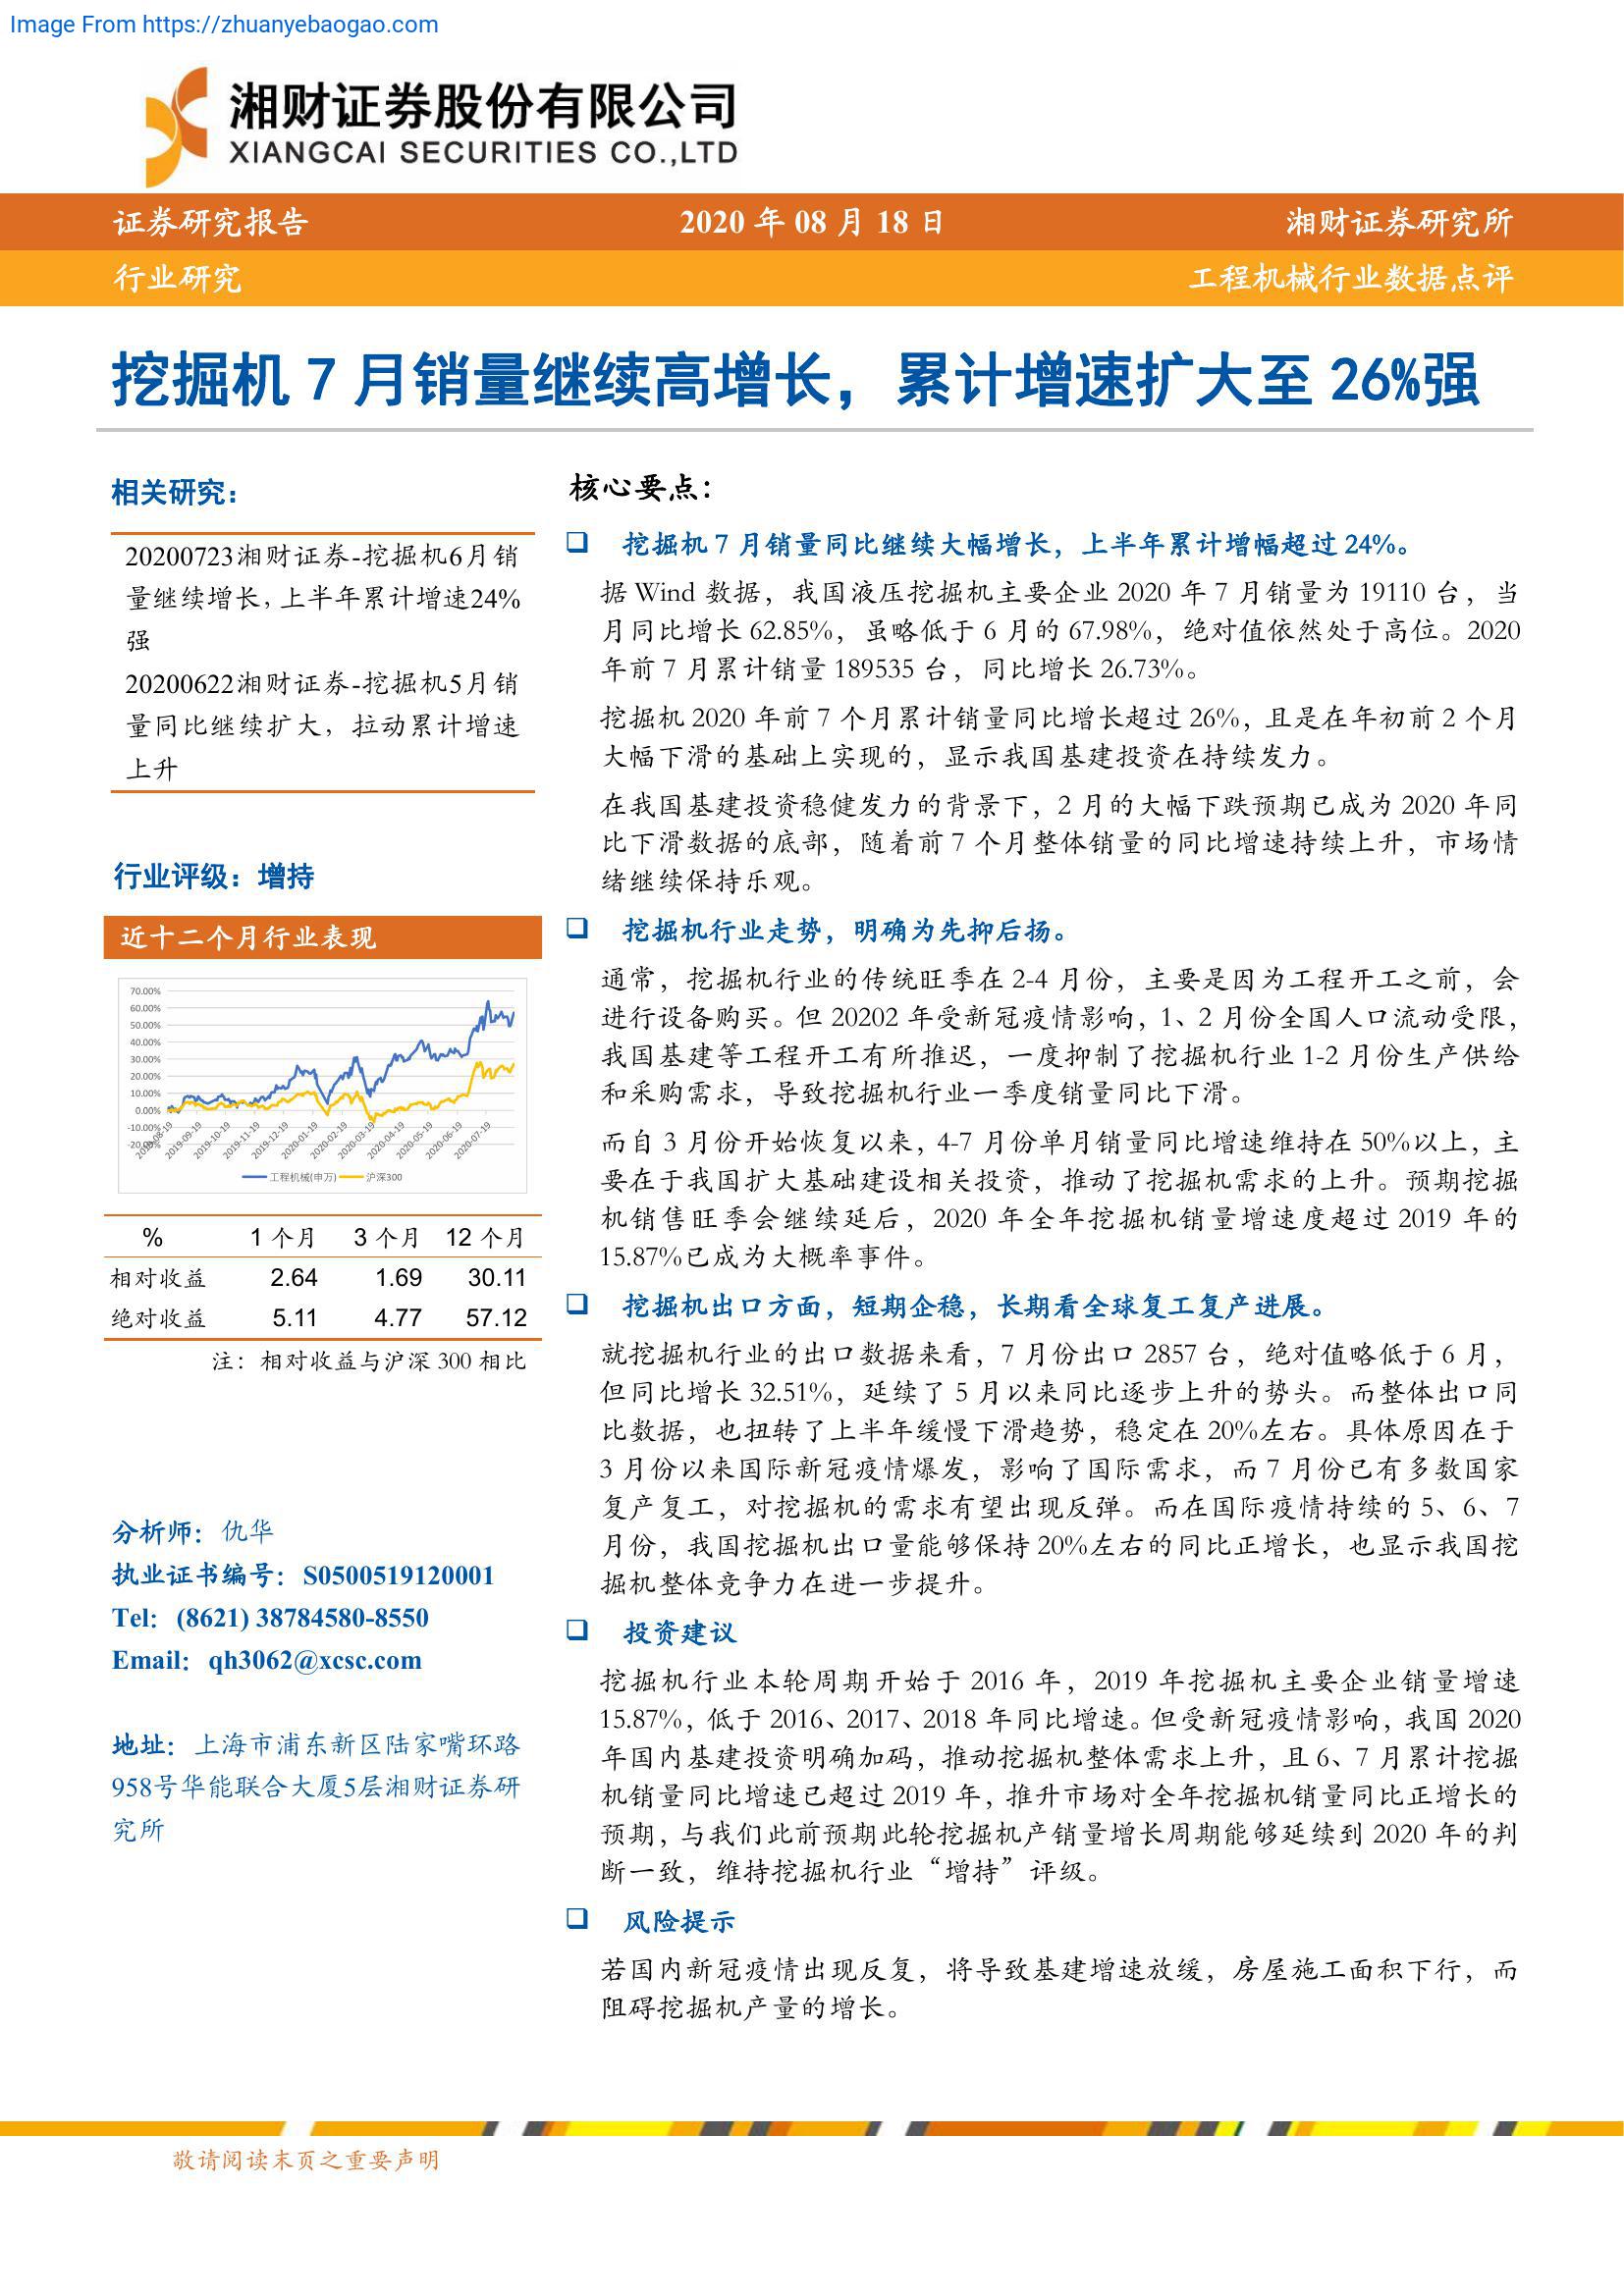 Image From https://zhuanyebaogao.com
湘财证券股份有限公司
XIANGCAI SECURITIES CO.,LTD
证券研究报告 2020 年 08 月 18 日 湘财证券研究所
行业研究 工程机械行业数据点评
挖掘机 7 月销量继续高增长，累计增速扩大至 26%强
相关研究：
20200723湘财证券-挖掘机6月销
量继续增长，上半年累计增速24%
强
20200622湘财证券-挖掘机5月销
量同比继续扩大，拉动累计增速
上升
行业评级：增持
近十二个月行业表现
70.00%
60.00%
50.00%
40.00%
30.00%
20.00%
10.00%
0.00%
-10.00%
-20.00%
2019-08-19
2019-09-19
2019-10-19
2019-11-19
2019-12-19
2020-01-19
2020-02-19
2020-03-19
2020-04-19
2020-05-19
2020-06-19
2020-07-19
工程机械(申万) 沪深300
% 1 个月 3 个月 12 个月
相对收益 2.64 1.69 30.11
绝对收益 5.11 4.77 57.12
注：相对收益与沪深 300 相比
分析师：仇华
执业证书编号：S0500519120001
Tel：(8621) 38784580-8550
Email：qh3062@xcsc.com
地址：上海市浦东新区陆家嘴环路
958号华能联合大厦5层湘财证券研
究所
核心要点：
❑ 挖掘机 7 月销量同比继续大幅增长，上半年累计增幅超过 24%。
据 Wind 数据，我国液压挖掘机主要企业 2020 年 7 月销量为 19110 台，当
月同比增长 62.85%，虽略低于 6 月的 67.98%，绝对值依然处于高位。2020
年前 7 月累计销量 189535 台，同比增长 26.73%。
挖掘机 2020 年前 7 个月累计销量同比增长超过 26%，且是在年初前 2 个月
大幅下滑的基础上实现的，显示我国基建投资在持续发力。
在我国基建投资稳健发力的背景下，2 月的大幅下跌预期已成为 2020 年同
比下滑数据的底部，随着前 7 个月整体销量的同比增速持续上升，市场情
绪继续保持乐观。
❑ 挖掘机行业走势，明确为先抑后扬。
通常，挖掘机行业的传统旺季在 2-4 月份，主要是因为工程开工之前，会
进行设备购买。但 20202 年受新冠疫情影响，1、2 月份全国人口流动受限，
我国基建等工程开工有所推迟，一度抑制了挖掘机行业 1-2 月份生产供给
和采购需求，导致挖掘机行业一季度销量同比下滑。
而自 3 月份开始恢复以来，4-7 月份单月销量同比增速维持在 50%以上，主
要在于我国扩大基础建设相关投资，推动了挖掘机需求的上升。预期挖掘
机销售旺季会继续延后，2020 年全年挖掘机销量增速度超过 2019 年的
15.87%已成为大概率事件。
❑ 挖掘机出口方面，短期企稳，长期看全球复工复产进展。
就挖掘机行业的出口数据来看，7 月份出口 2857 台，绝对值略低于 6 月，
但同比增长 32.51%，延续了 5 月以来同比逐步上升的势头。而整体出口同
比数据，也扭转了上半年缓慢下滑趋势，稳定在 20%左右。具体原因在于
3 月份以来国际新冠疫情爆发，影响了国际需求，而 7 月份已有多数国家
复产复工，对挖掘机的需求有望出现反弹。而在国际疫情持续的 5、6、7
月份，我国挖掘机出口量能够保持 20%左右的同比正增长，也显示我国挖
掘机整体竞争力在进一步提升。
❑ 投资建议
挖掘机行业本轮周期开始于 2016 年，2019 年挖掘机主要企业销量增速
15.87%，低于 2016、2017、2018 年同比增速。但受新冠疫情影响，我国 2020
年国内基建投资明确加码，推动挖掘机整体需求上升，且 6、7 月累计挖掘
机销量同比增速已超过 2019 年，推升市场对全年挖掘机销量同比正增长的
预期，与我们此前预期此轮挖掘机产销量增长周期能够延续到 2020 年的判
断一致，维持挖掘机行业“增持”评级。
❑ 风险提示
若国内新冠疫情出现反复，将导致基建增速放缓，房屋施工面积下行，而
阻碍挖掘机产量的增长。
敬请阅读末页之重要声明